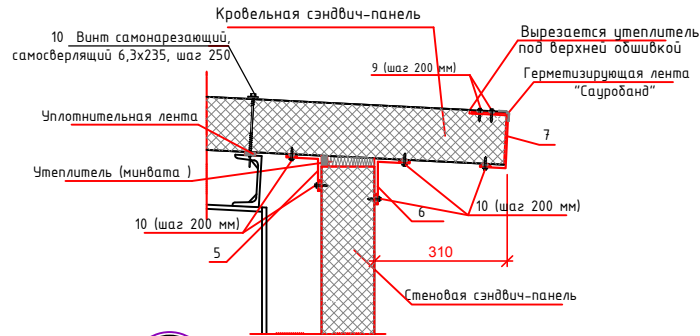 Кровельная сэндвич-панель
10 Винт самонарезающий,
самосверлящий 6,3х235, шаг 250
Вырезается утеплитель
под верхней обшивкой
9 (шаг 200 мм)
Герметизирующая лента
"Сауробанд"
Уплотнительная лента
7
Утеплитель (минвата )
10 (шаг 200 мм)
6
10 (шаг 200 мм)
5
310
Стеновая сэндвич-панель